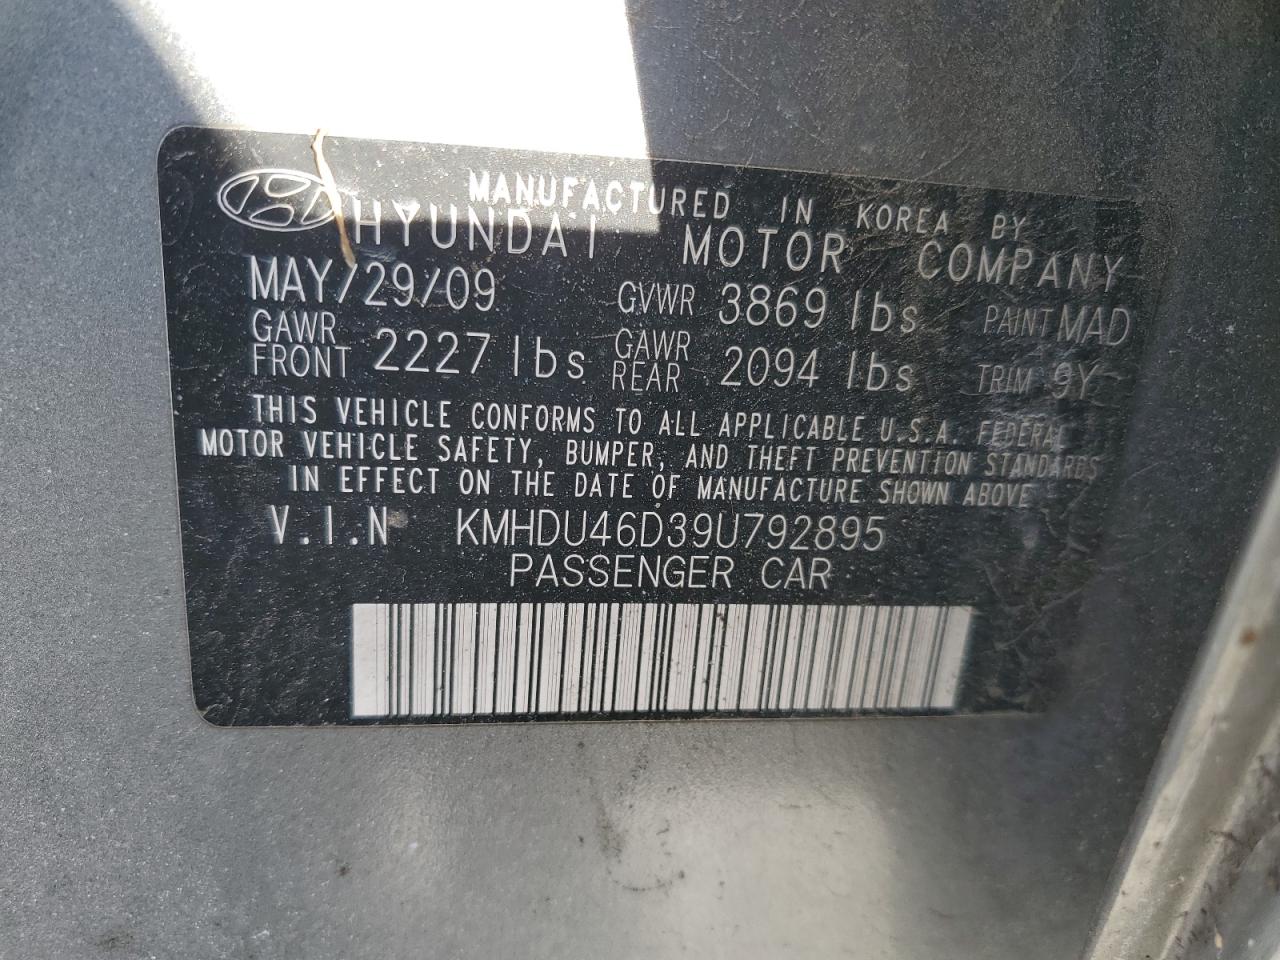 MANUFACTURED IN KOREA BY
HYUNDAI MOTOR COMPANY
MAY/29/09 GVWR 3869 lbs PAINT MAD
GAWR FRONT 2227 lbs GAWR REAR 2094 lbs TRIM 9Y
THIS VEHICLE CONFORMS TO ALL APPLICABLE U.S.A. FEDERAL
MOTOR VEHICLE SAFETY, BUMPER, AND THEFT PREVENTION STANDARDS
IN EFFECT ON THE DATE OF MANUFACTURE SHOWN ABOVE
V.I.N KMHDU46D39U792895
PASSENGER CAR